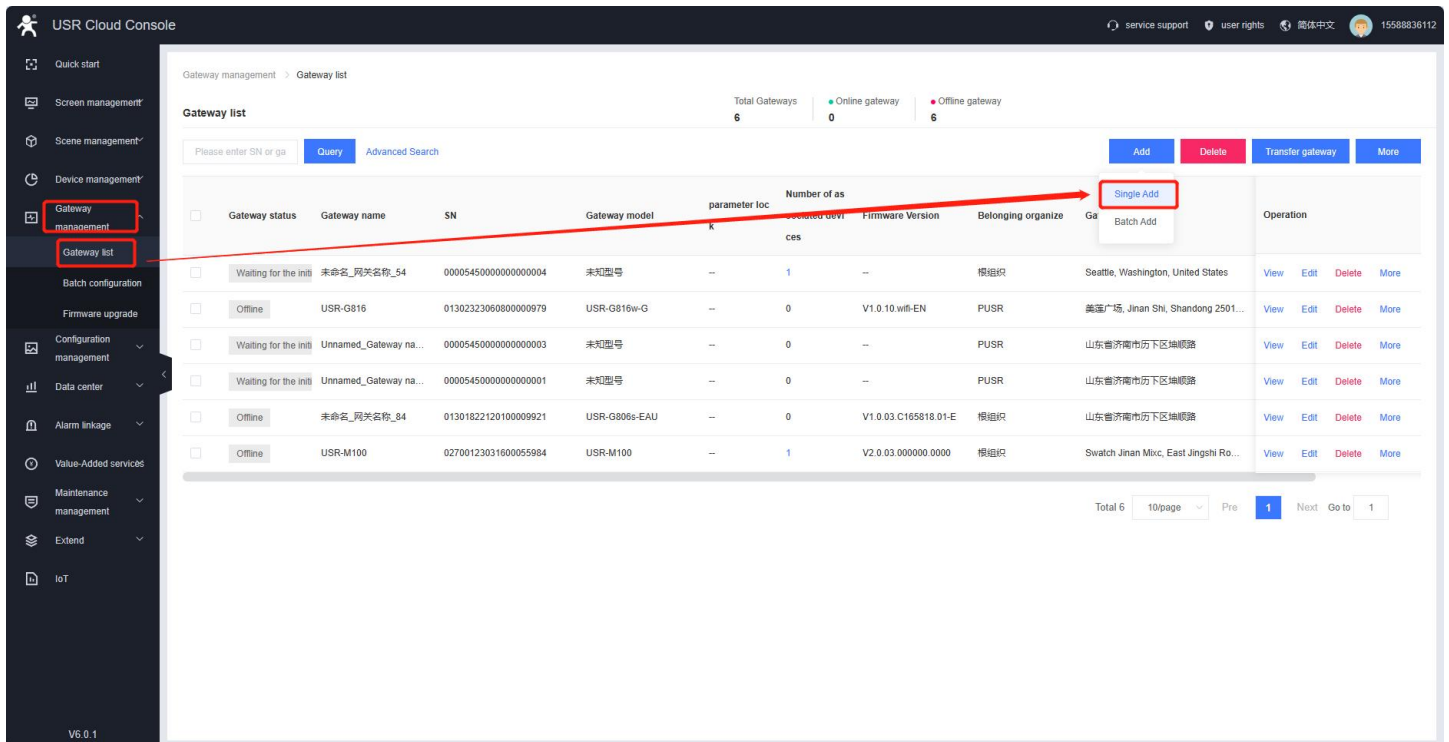 USR Cloud Console
service support
user rights
简体中文
15588836112
Quick start
Screen management
Scene management
Device management
Gateway
management
Gateway list
Batch configuration
Firmware upgrade
Configuration
management
Data center
Alarm linkage
Value-Added services
Maintenance
management
Extend
IoT
V6.0.1
Gateway management > Gateway list
Gateway list
Total Gateways
6
Online gateway
0
Offline gateway
6
Please enter SN or ga
Query
Advanced Search
Add
Delete
Transfer gateway
More
Single Add
Batch Add
Gateway status
Gateway name
SN
Gateway model
parameter loc
k
Number of as
sociated devi
ces
Firmware Version
Belonging organize
Ga
Operation
Waiting for the initi 未命名_网关名称_54 00005450000000000004 未知型号 -- 1 -- 根组织 Seattle, Washington, United States View Edit Delete More
Offline USR-G816 01302323060800000979 USR-G816w-G -- 0 V1.0.10.wifi-EN PUSR 美莲广场, Jinan Shi, Shandong 2501... View Edit Delete More
Waiting for the initi Unnamed_Gateway na... 00005450000000000003 未知型号 -- 0 -- PUSR 山东省济南市历下区坤顺路 View Edit Delete More
Waiting for the initi Unnamed_Gateway na... 00005450000000000001 未知型号 -- 0 -- PUSR 山东省济南市历下区坤顺路 View Edit Delete More
Offline 未命名_网关名称_84 01301822120100009921 USR-G806s-EAU -- 0 V1.0.03.C165818.01-E 根组织 山东省济南市历下区坤顺路 View Edit Delete More
Offline USR-M100 02700123031600055984 USR-M100 -- 1 V2.0.03.000000.0000 根组织 Swatch Jinan Mixc, East Jingshi Ro... View Edit Delete More
Total 6 10/page Pre 1 Next Go to 1